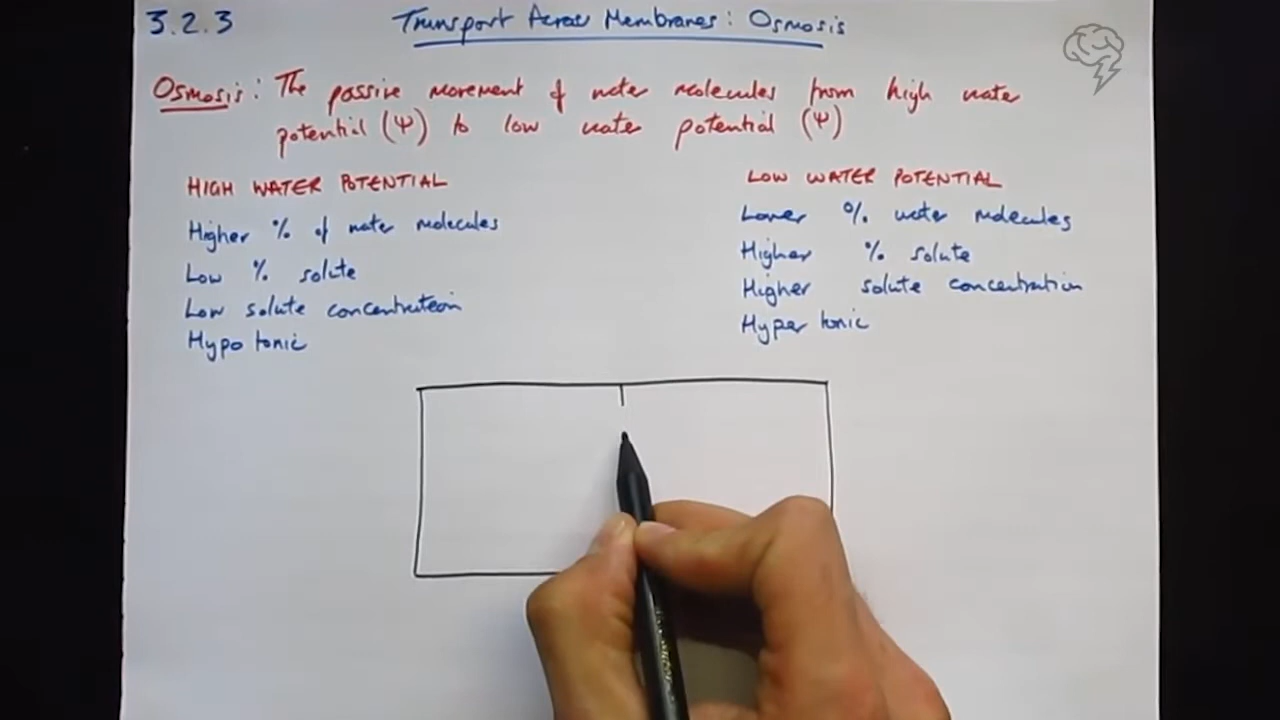 3.2.3 Transport Across Membranes: Osmosis
Osmosis: The passive movement of water molecules from high water
potential (Ψ) to low water potential (Ψ)
HIGH WATER POTENTIAL
Higher % of water molecules
Low % solute
Low solute concentration
Hypotonic
LOW WATER POTENTIAL
Lower % water molecules
Higher % solute
Higher solute concentration
Hyper tonic